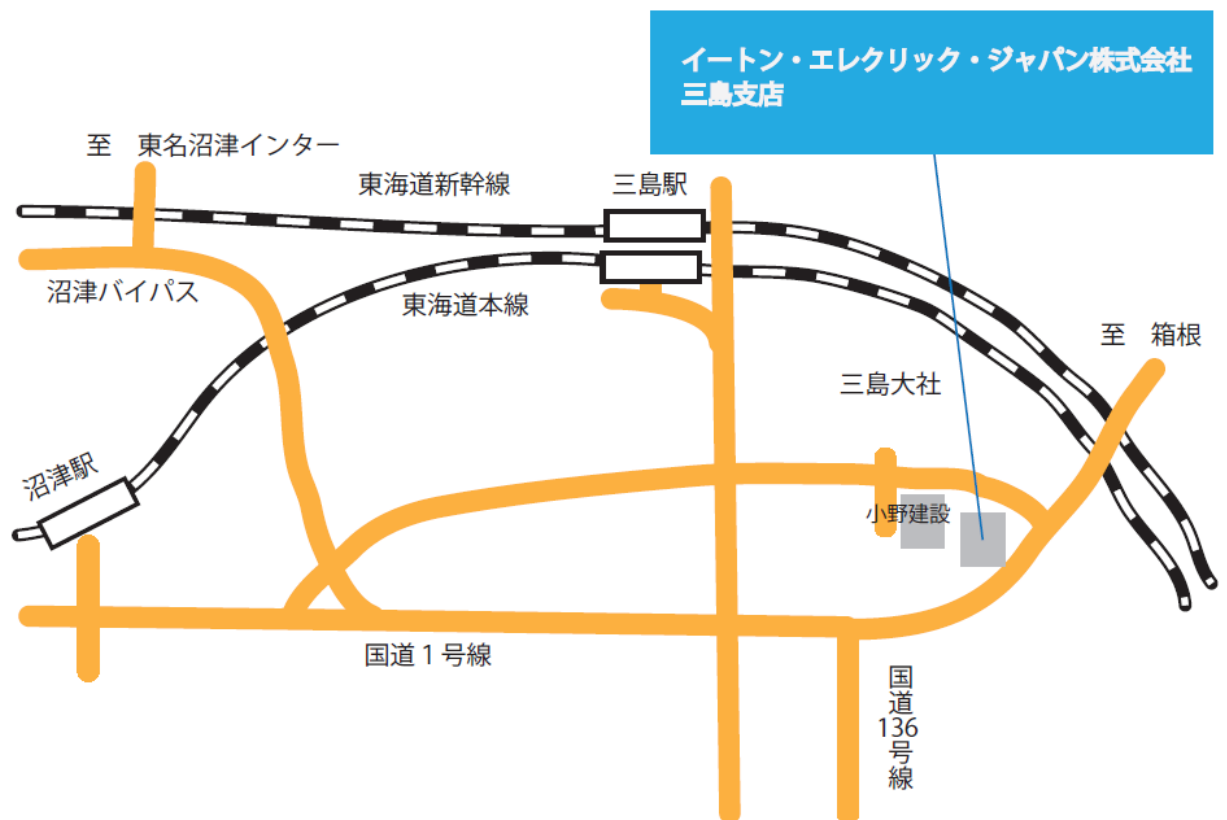 イートン・エレクリック・ジャパン株式会社
三島支店
至　東名沼津インター
東海道新幹線
三島駅
沼津バイパス
東海道本線
至　箱根
三島大社
沼津駅
小野建設
国道１号線
国道136号線